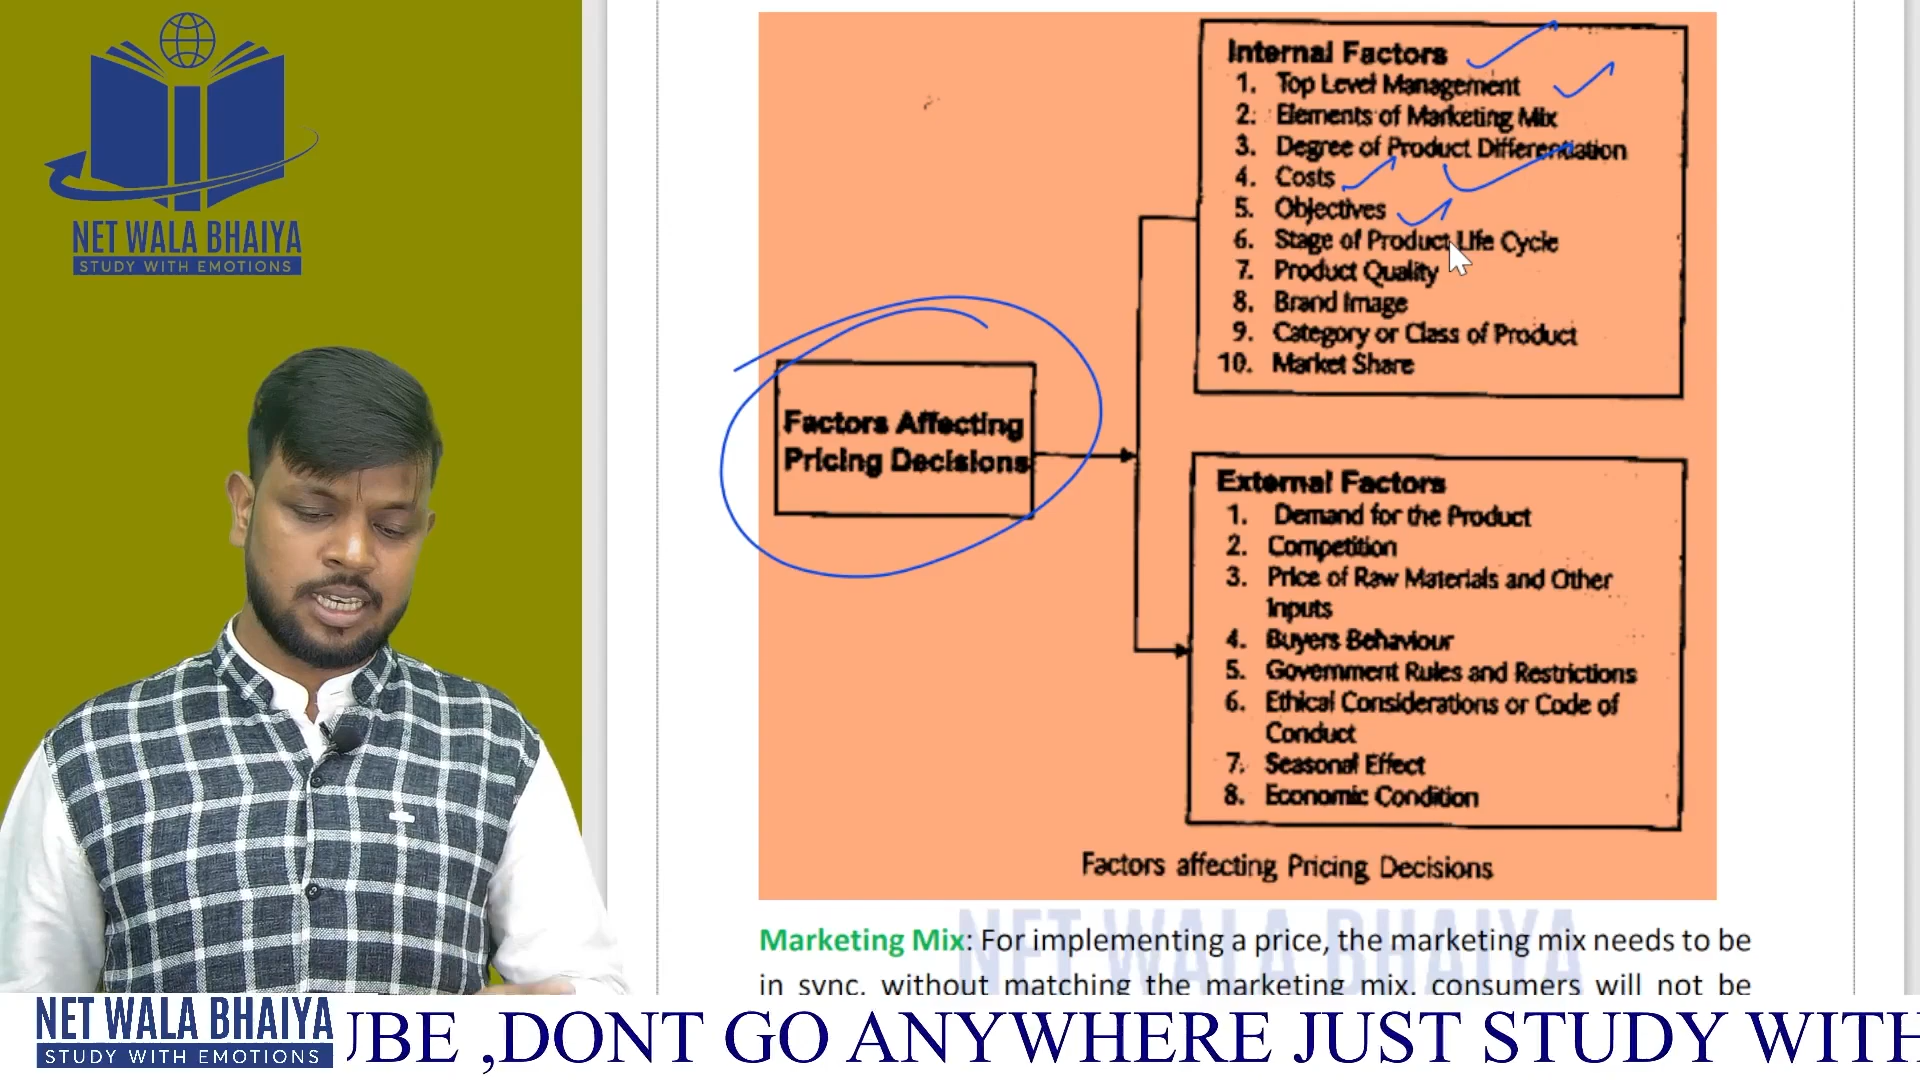 NET WALA BHAIYA
STUDY WITH EMOTIONS
Internal Factors
1. Top Level Management
2. Elements of Marketing Mix
3. Degree of Product Differentiation
4. Costs
5. Objectives
6. Stage of Product Life Cycle
7. Product Quality
8. Brand Image
9. Category or Class of Product
10. Market Share
Factors Affecting
Pricing Decisions
External Factors
1. Demand for the Product
2. Competition
3. Price of Raw Materials and Other
Inputs
4. Buyers Behaviour
5. Government Rules and Restrictions
6. Ethical Considerations or Code of
Conduct
7. Seasonal Effect
8. Economic Condition
Factors affecting Pricing Decisions
NET WALA BHAIYA
Marketing Mix: For implementing a price, the marketing mix needs to be
in sync, without matching the marketing mix, consumers will not be
NET WALA BHAIYA
STUDY WITH EMOTIONS
,DONT GO ANYWHERE JUST STUDY WITH